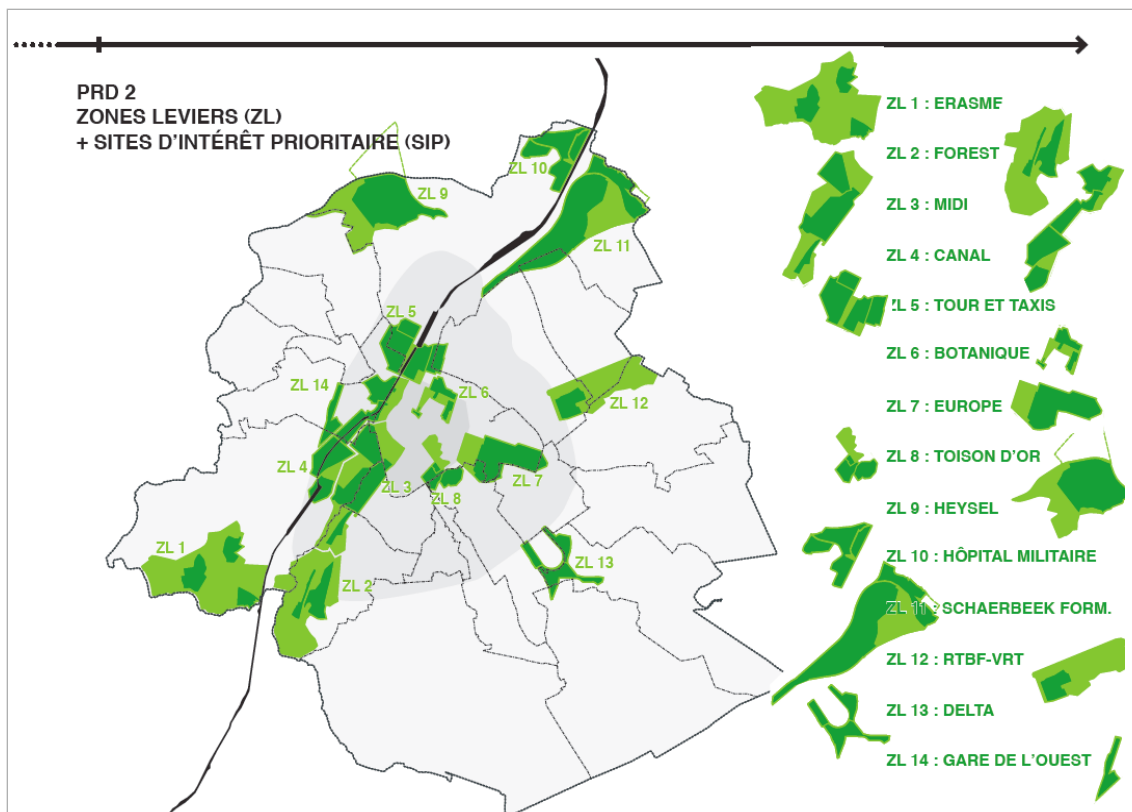 PRD 2
ZONES LEVIERS (ZL)
+ SITES D'INTÉRÊT PRIORITAIRE (SIP)
ZL 10
ZL 9
ZL 11
ZL 5
ZL 14
ZL 6
ZL 12
ZL 4
ZL 3
ZL 8
ZL 7
ZL 1
ZL 2
ZL 13
ZL 1 : ERASME
ZL 2 : FOREST
ZL 3 : MIDI
ZL 4 : CANAL
ZL 5 : TOUR ET TAXIS
ZL 6 : BOTANIQUE
ZL 7 : EUROPE
ZL 8 : TOISON D'OR
ZL 9 : HEYSEL
ZL 10 : HÔPITAL MILITAIRE
ZL 11 : SCHAERBEEK FORM.
ZL 12 : RTBF-VRT
ZL 13 : DELTA
ZL 14 : GARE DE L'OUEST